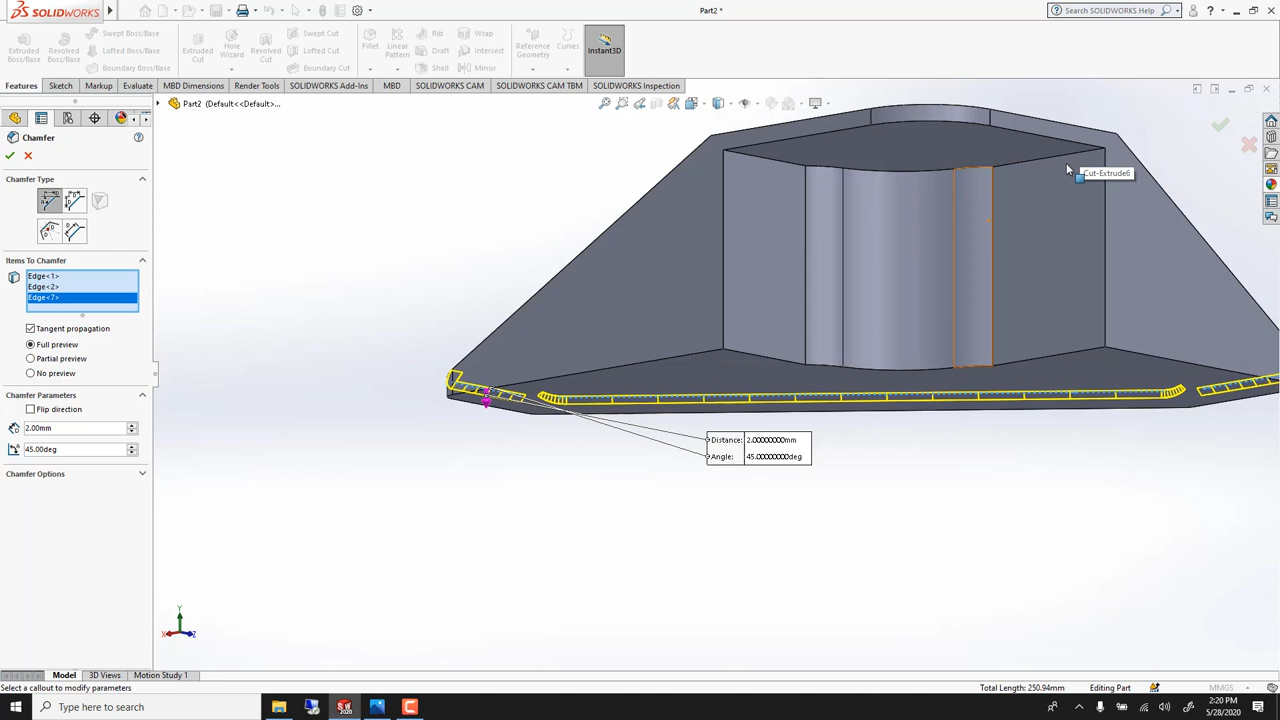 SOLIDWORKS
Part2 *
Search SOLIDWORKS Help
Extruded Boss/Base
Revolved Boss/Base
Swept Boss/Base
Lofted Boss/Base
Boundary Boss/Base
Extruded Cut
Hole Wizard
Revolved Cut
Swept Cut
Lofted Cut
Boundary Cut
Fillet
Linear Pattern
Rib
Draft
Shell
Wrap
Intersect
Mirror
Reference Geometry
Curves
Instant3D
Features Sketch Markup Evaluate MBD Dimensions Render Tools SOLIDWORKS Add-Ins MBD SOLIDWORKS CAM SOLIDWORKS CAM TBM SOLIDWORKS Inspection
Part2 (Default<<Default>...
Chamfer
Chamfer Type
Items To Chamfer
Edge<1>
Edge<2>
Edge<7>
Tangent propagation
Full preview
Partial preview
No preview
Chamfer Parameters
Flip direction
2.00mm
45.00deg
Chamfer Options
Cut-Extrude6
Distance: 2.00000000mm
Angle: 45.0000000deg
Y
X
Z
Model 3D Views Motion Study 1
Select a callout to modify parameters
Total Length: 250.94mm
Editing Part
MMGS
Type here to search
2:20 PM
5/28/2020